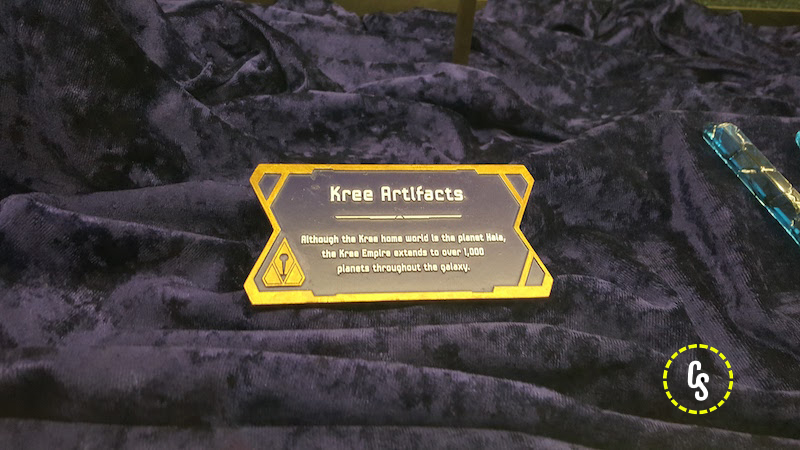 Kree Artifacts
Although the Kree home world is the planet Hala,
the Kree Empire extends to over 1,000
planets throughout the galaxy.
CS